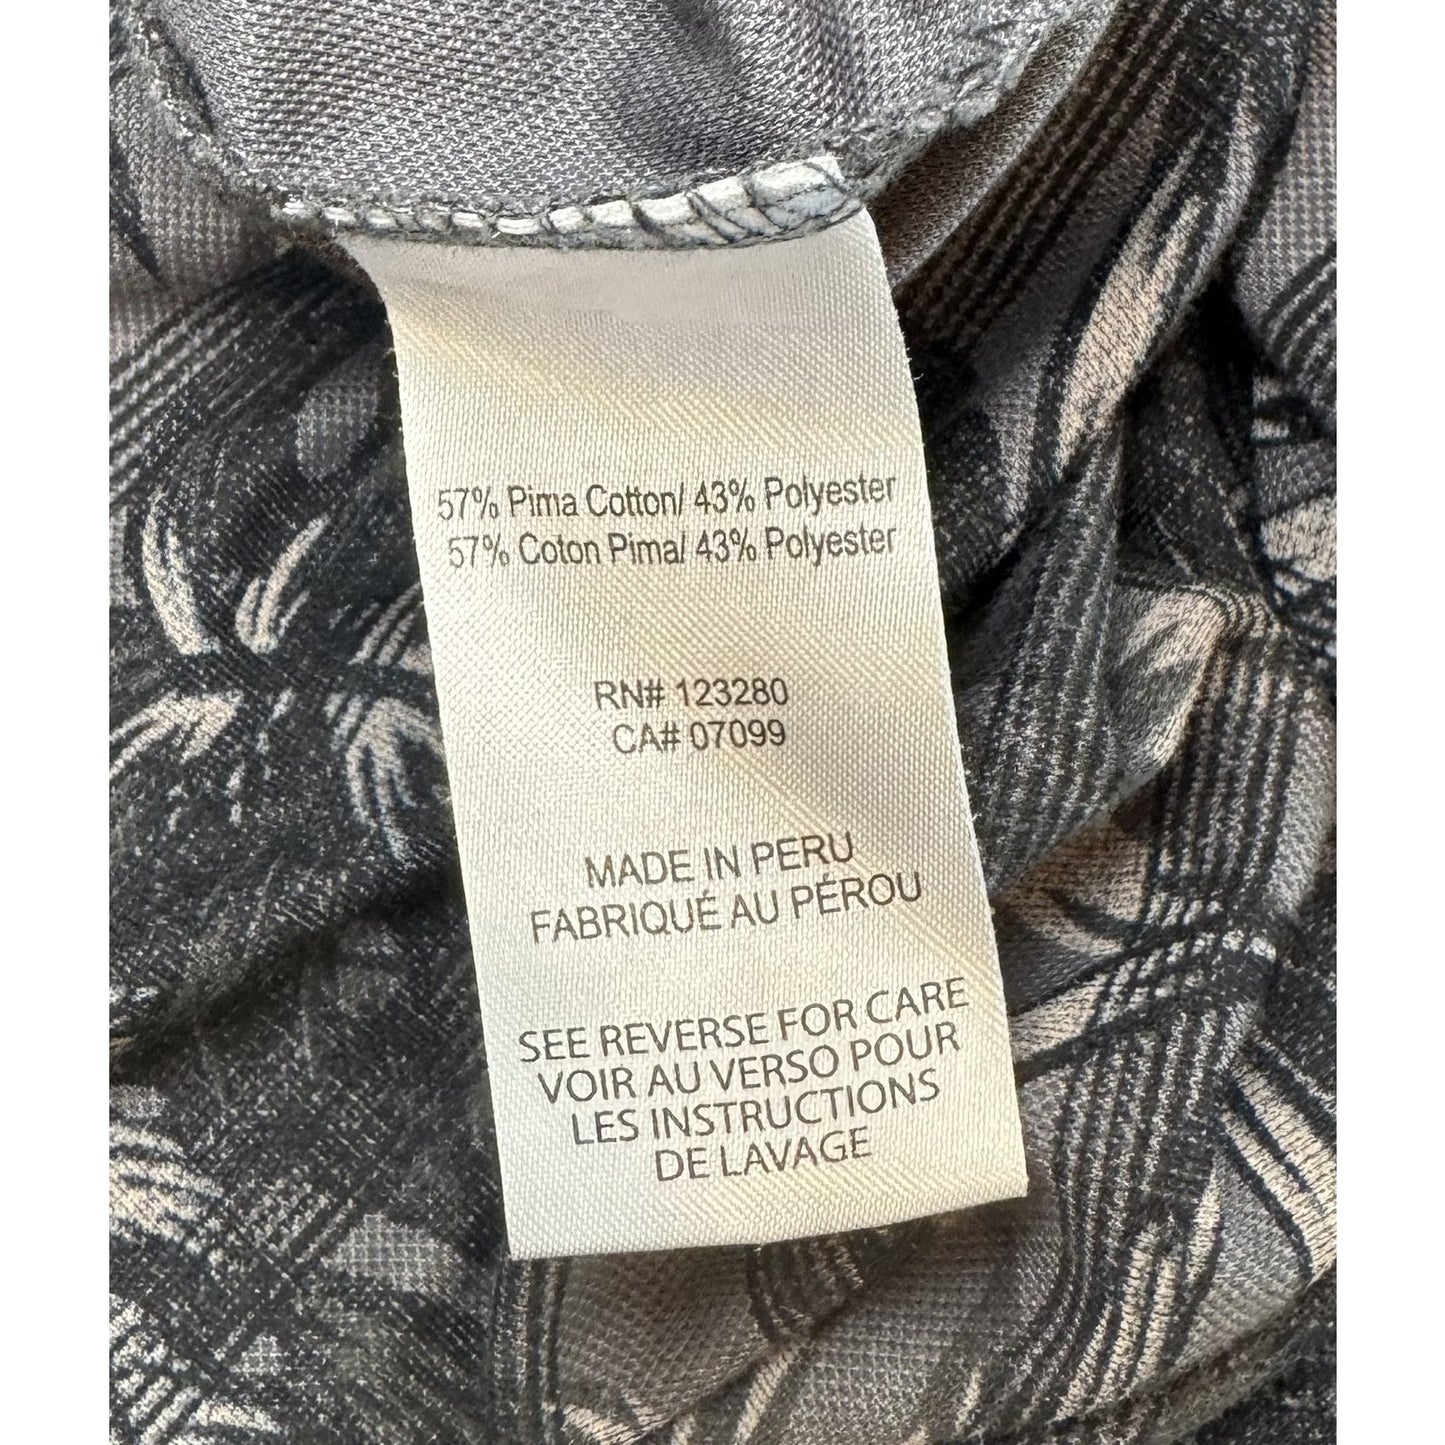 57% Pima Cotton/ 43% Polyester
57% Coton Pima/ 43% Polyester
RN# 123280
CA# 07099
MADE IN PERU
FABRIQUÉ AU PÉROU
SEE REVERSE FOR CARE
VOIR AU VERSO POUR
LES INSTRUCTIONS
DE LAVAGE